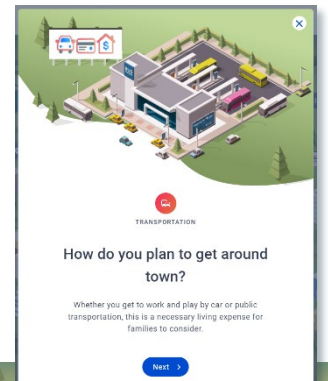 TRANSPORTATION
How do you plan to get around
town?
Whether you get to work and play by car or public
transportation, this is a necessary living expense for
families to consider.
Next